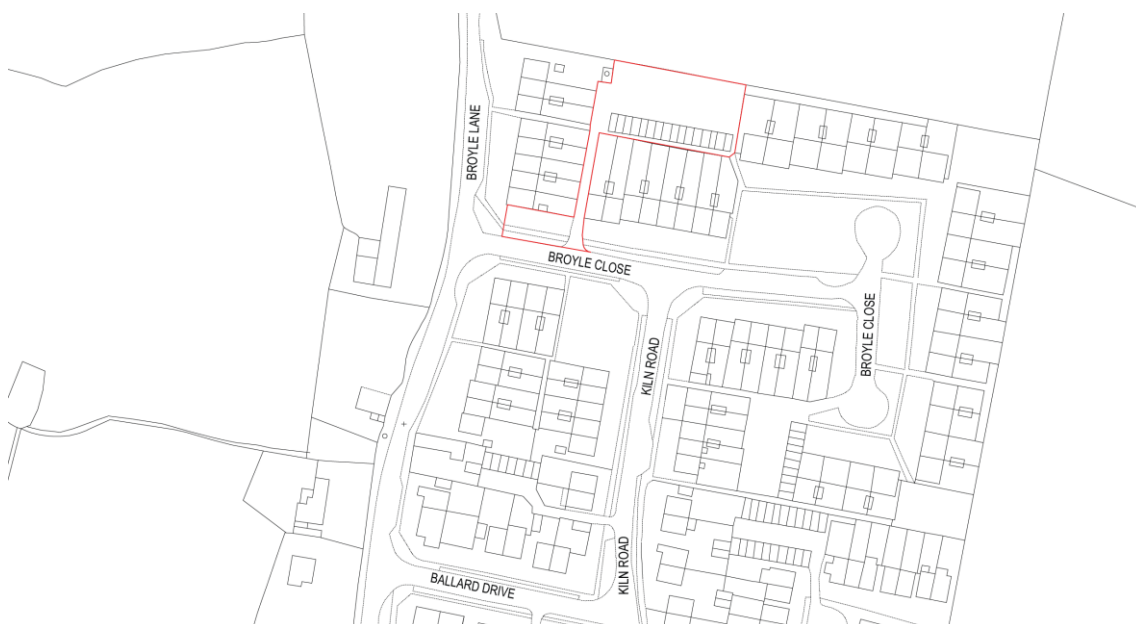 BROYLE LANE
BROYLE CLOSE
KILN ROAD
BROYLE CLOSE
KILN ROAD
BALLARD DRIVE